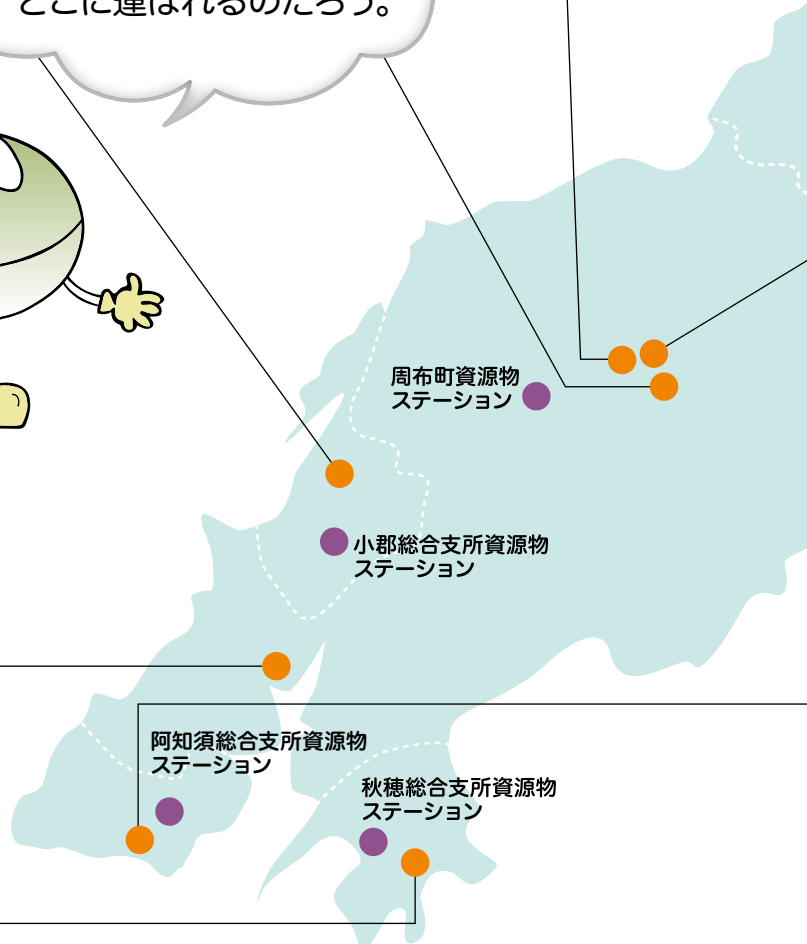 どこに運ばれるのだろう。
周布町資源物
ステーション
小郡総合支所資源物
ステーション
阿知須総合支所資源物
ステーション
秋穂総合支所資源物
ステーション